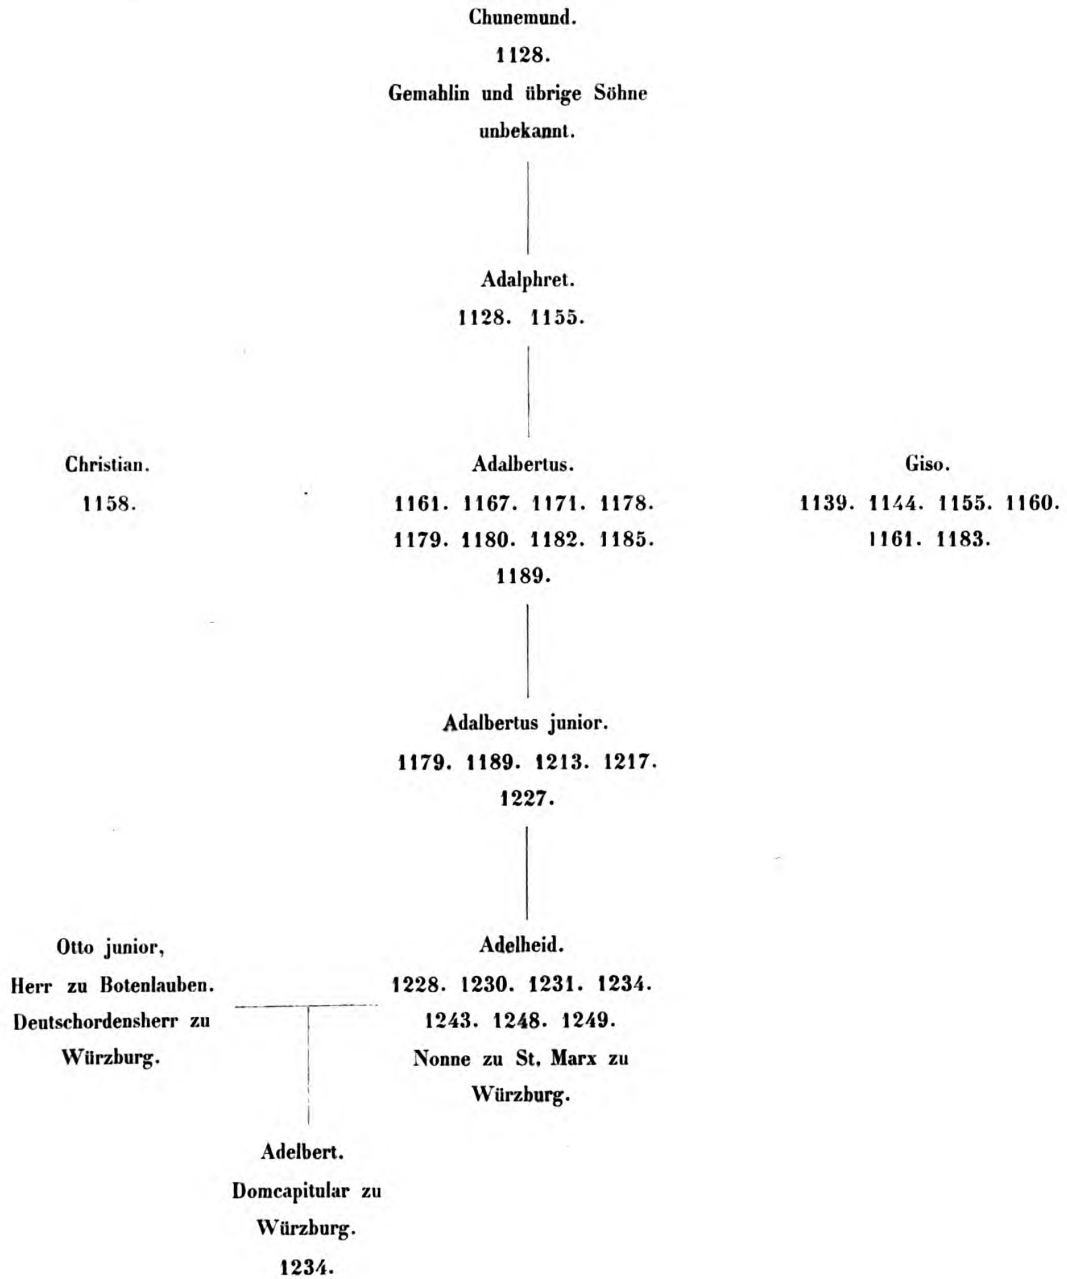 Chunemund.
1128.
Gemahlin und übrige Söhne
unbekannt.
Adalphret.
1128. 1155.
Christian.
1158.
Adalbertus.
1161. 1167. 1171. 1178.
1179. 1180. 1182. 1185.
1189.
Giso.
1139. 1144. 1155. 1160.
1161. 1183.
Adalbertus junior.
1179. 1189. 1213. 1217.
1227.
Otto junior,
Herr zu Botenlauben.
Deutschordensherr zu
Würzburg.
Adelheid.
1228. 1230. 1231. 1234.
1243. 1248. 1249.
Nonne zu St. Marx zu
Würzburg.
Adelbert.
Domcapitular zu
Würzburg.
1234.